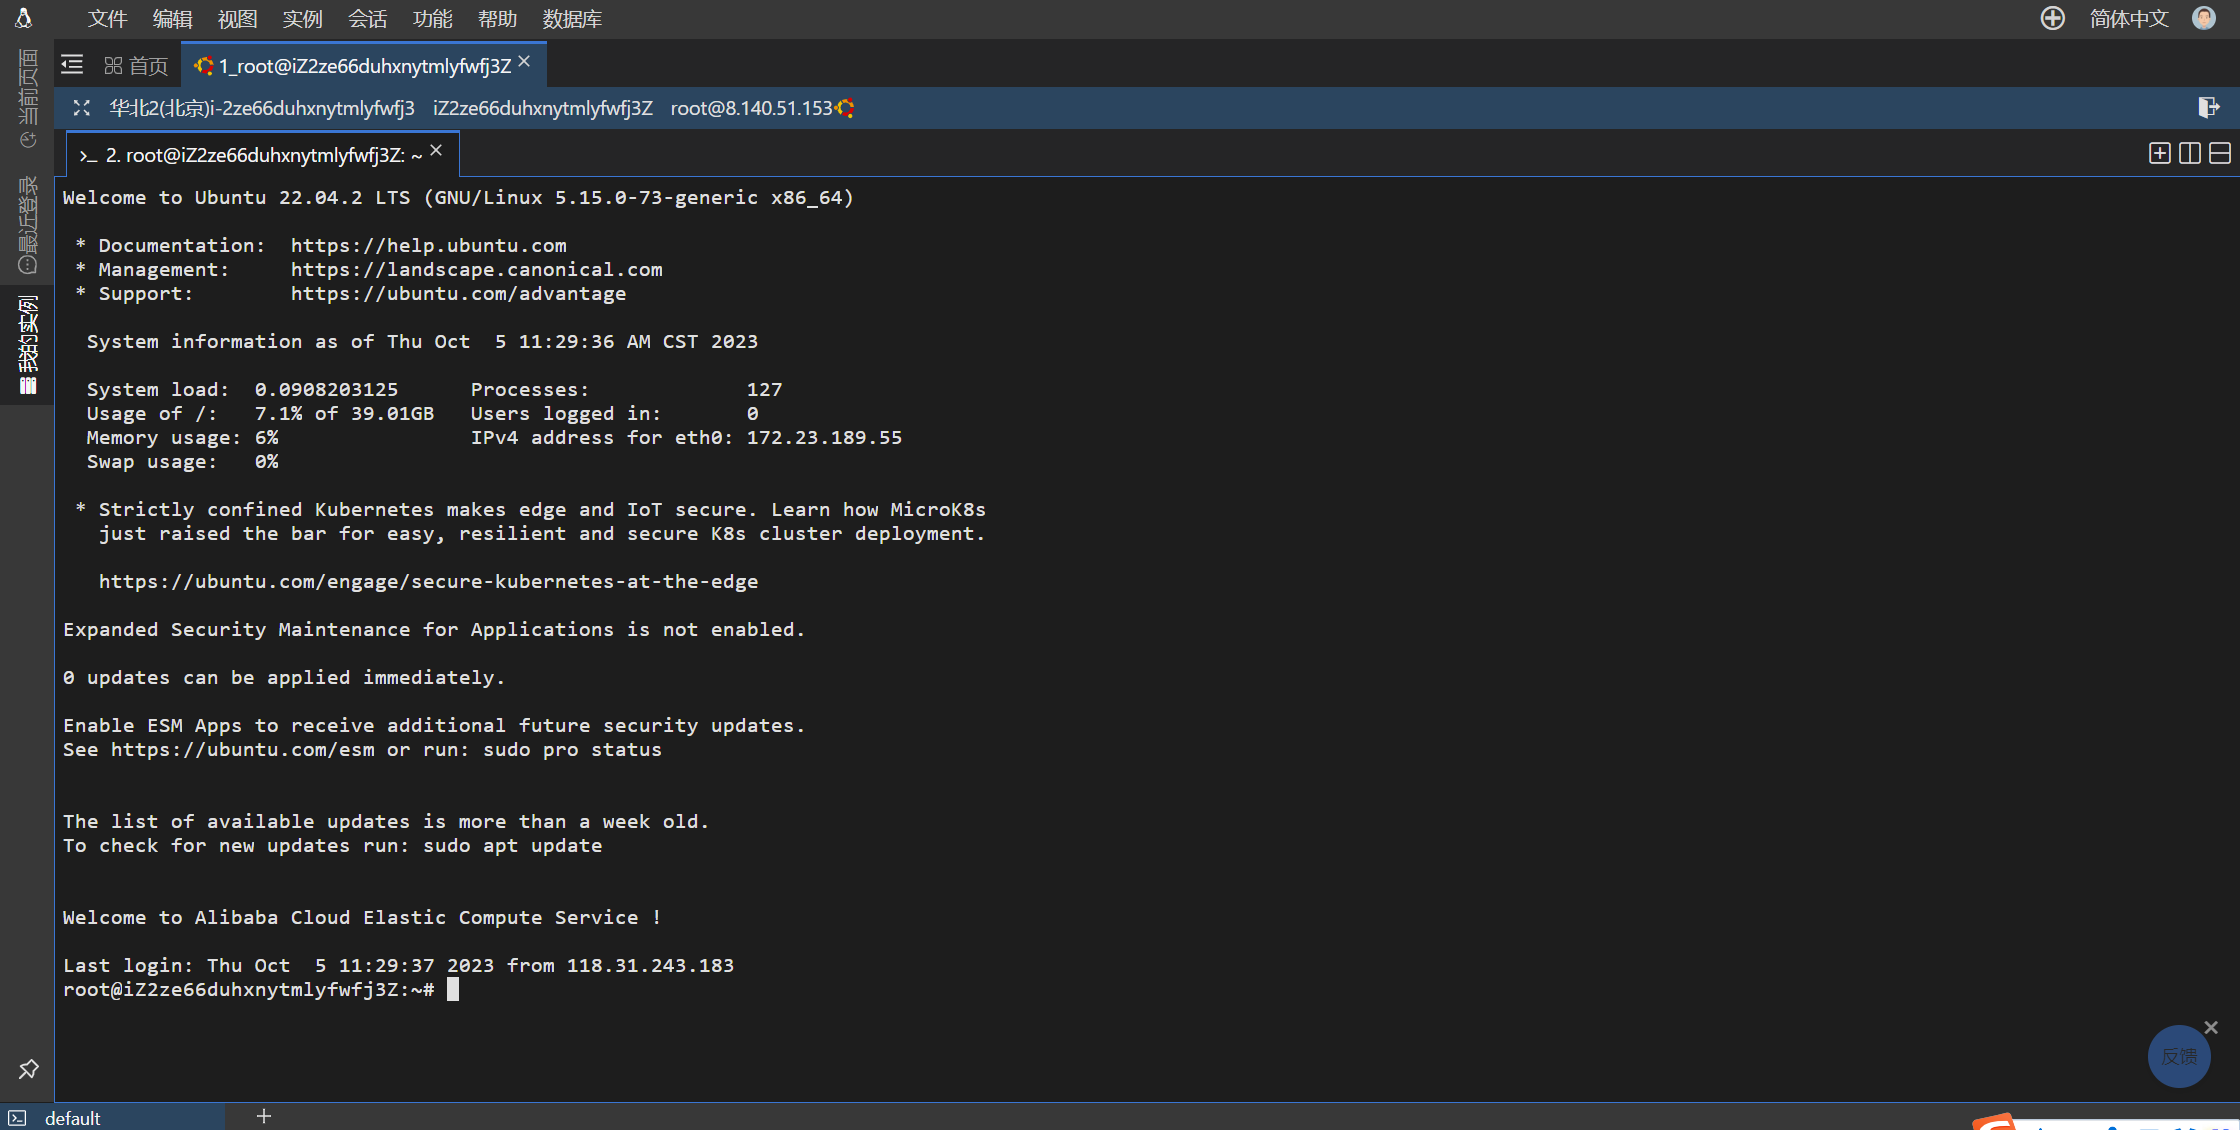 文件 编辑 视图 实例 会话 功能 帮助 数据库 简体中文
当前页面
最近登录
我的实例
首页 1_root@iZ2ze66duhxnytmlyfwfj3Z
华北2(北京)i-2ze66duhxnytmlyfwfj3 iZ2ze66duhxnytmlyfwfj3Z root@8.140.51.153
>_ 2. root@iZ2ze66duhxnytmlyfwfj3Z: ~
Welcome to Ubuntu 22.04.2 LTS (GNU/Linux 5.15.0-73-generic x86_64)
* Documentation: https://help.ubuntu.com
* Management: https://landscape.canonical.com
* Support: https://ubuntu.com/advantage
System information as of Thu Oct 5 11:29:36 AM CST 2023
System load: 0.0908203125 Processes: 127
Usage of /: 7.1% of 39.01GB Users logged in: 0
Memory usage: 6% IPv4 address for eth0: 172.23.189.55
Swap usage: 0%
* Strictly confined Kubernetes makes edge and IoT secure. Learn how MicroK8s
just raised the bar for easy, resilient and secure K8s cluster deployment.
https://ubuntu.com/engage/secure-kubernetes-at-the-edge
Expanded Security Maintenance for Applications is not enabled.
0 updates can be applied immediately.
Enable ESM Apps to receive additional future security updates.
See https://ubuntu.com/esm or run: sudo pro status
The list of available updates is more than a week old.
To check for new updates run: sudo apt update
Welcome to Alibaba Cloud Elastic Compute Service !
Last login: Thu Oct 5 11:29:37 2023 from 118.31.243.183
root@iZ2ze66duhxnytmlyfwfj3Z:~#
反馈
default